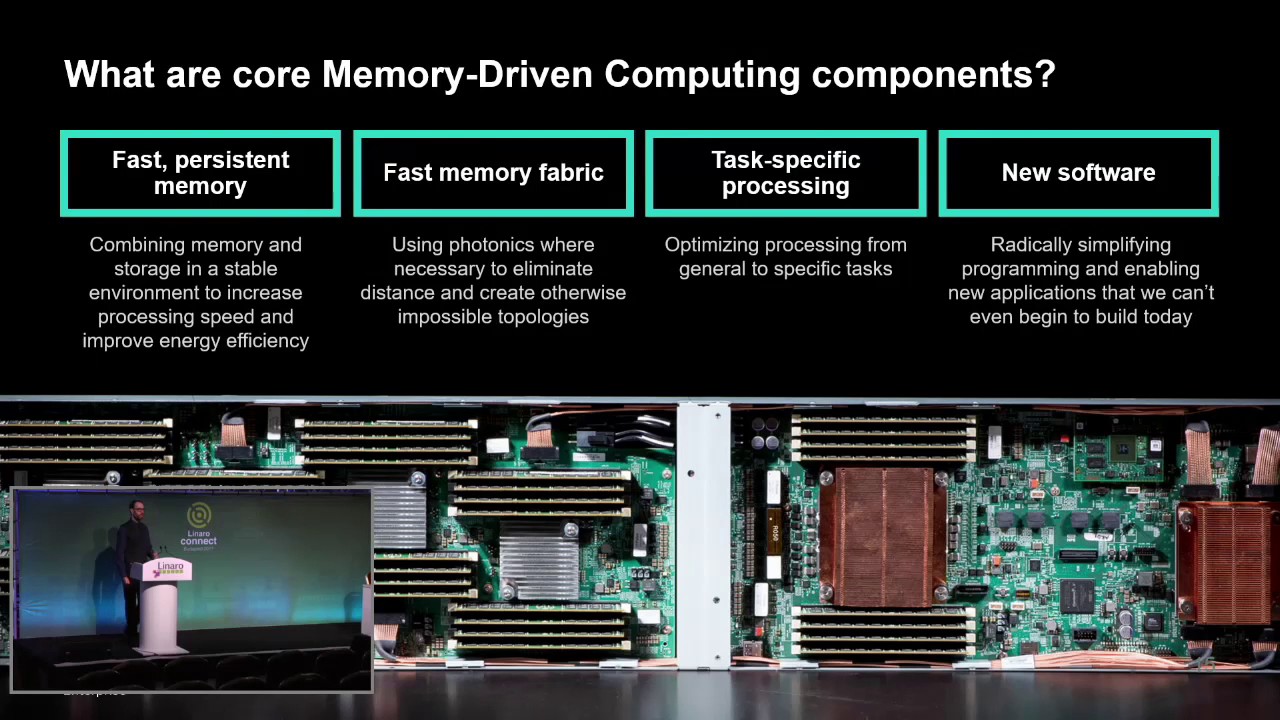 What are core Memory-Driven Computing components?
Fast, persistent
memory
Combining memory and
storage in a stable
environment to increase
processing speed and
improve energy efficiency
Fast memory fabric
Using photonics where
necessary to eliminate
distance and create otherwise
impossible topologies
Task-specific
processing
Optimizing processing from
general to specific tasks
New software
Radically simplifying
programming and enabling
new applications that we can’t
even begin to build today
Linaro
connect
Linaro
R050